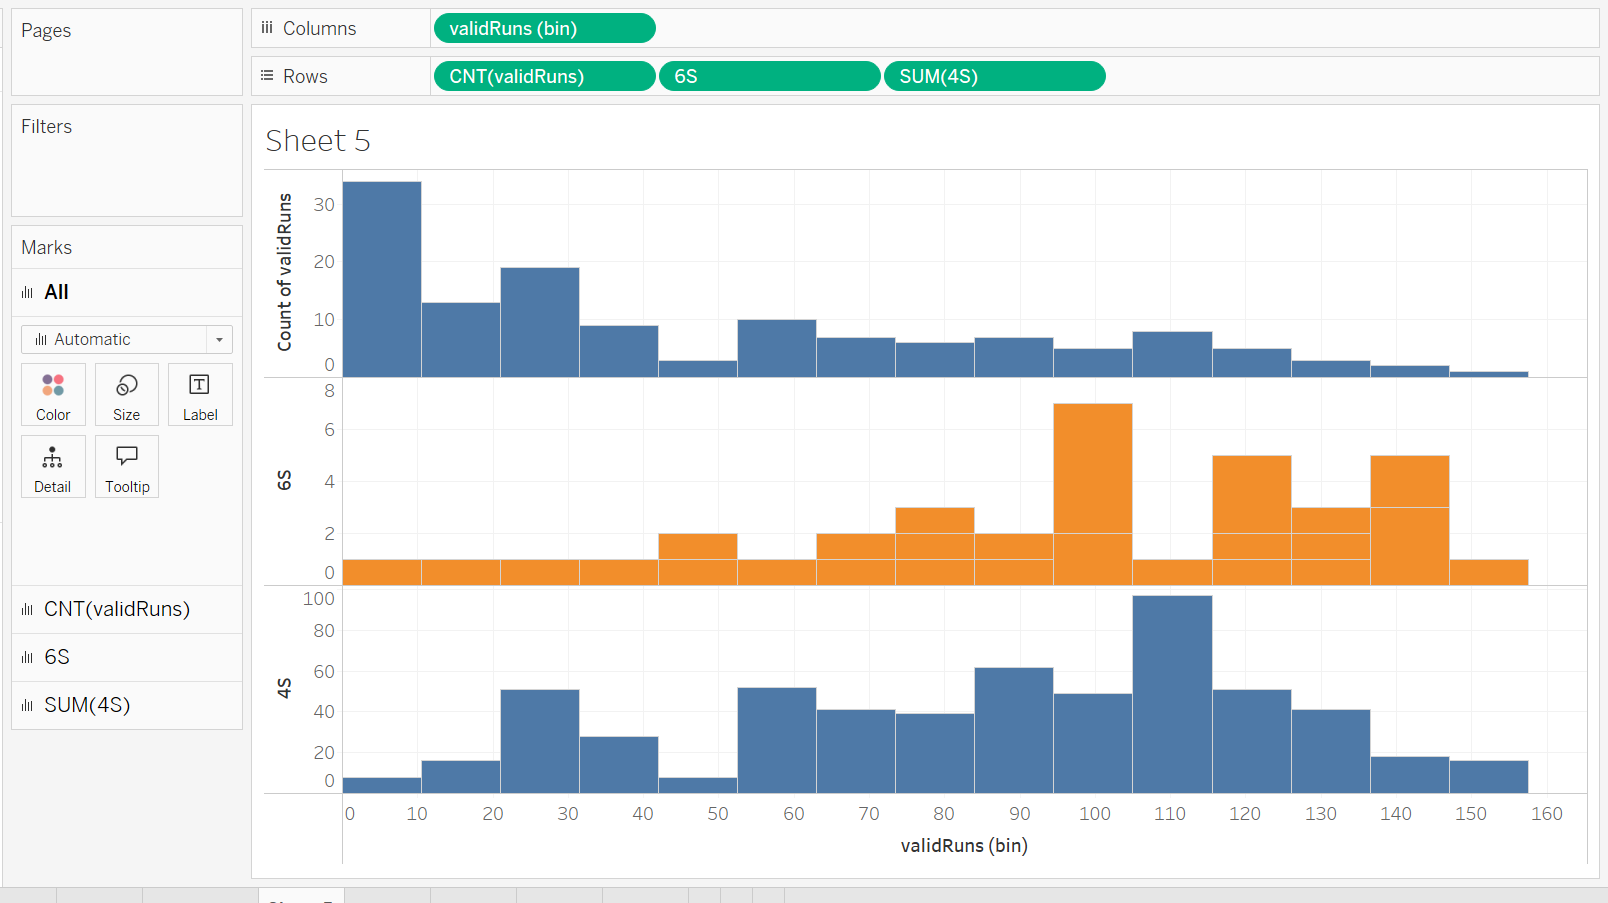 Pages
Columns
validRuns (bin)
Rows
CNT(validRuns)
6S
SUM(4S)
Filters
Marks
All
Automatic
Color
Size
Label
Detail
Tooltip
CNT(validRuns)
6S
SUM(4S)
Sheet 5
Count of validRuns
30
20
10
0
6S
8
6
4
2
0
4S
100
80
60
40
20
0
0 10 20 30 40 50 60 70 80 90 100 110 120 130 140 150 160
validRuns (bin)